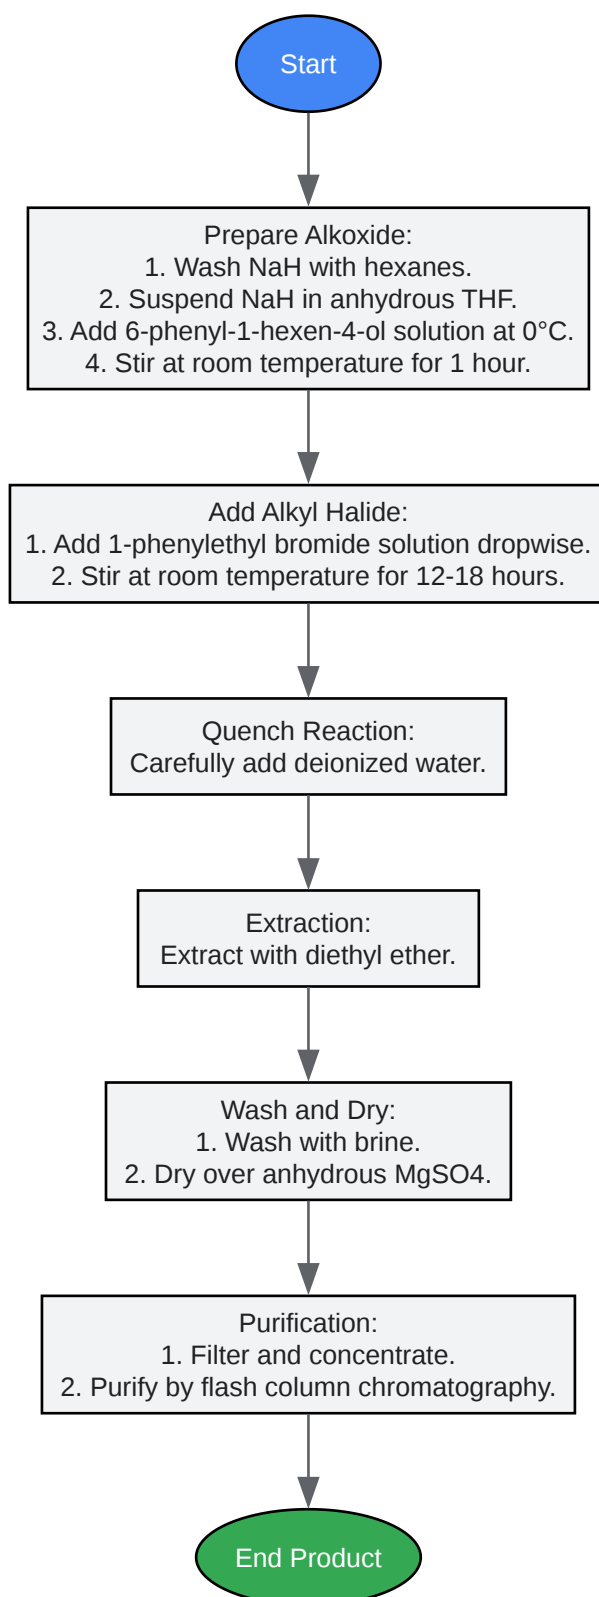 Start
Prepare Alkoxide:
1. Wash NaH with hexanes.
2. Suspend NaH in anhydrous THF.
3. Add 6-phenyl-1-hexen-4-ol solution at 0°C.
4. Stir at room temperature for 1 hour.
Add Alkyl Halide:
1. Add 1-phenylethyl bromide solution dropwise.
2. Stir at room temperature for 12-18 hours.
Quench Reaction:
Carefully add deionized water.
Extraction:
Extract with diethyl ether.
Wash and Dry:
1. Wash with brine.
2. Dry over anhydrous MgSO4.
Purification:
1. Filter and concentrate.
2. Purify by flash column chromatography.
End Product